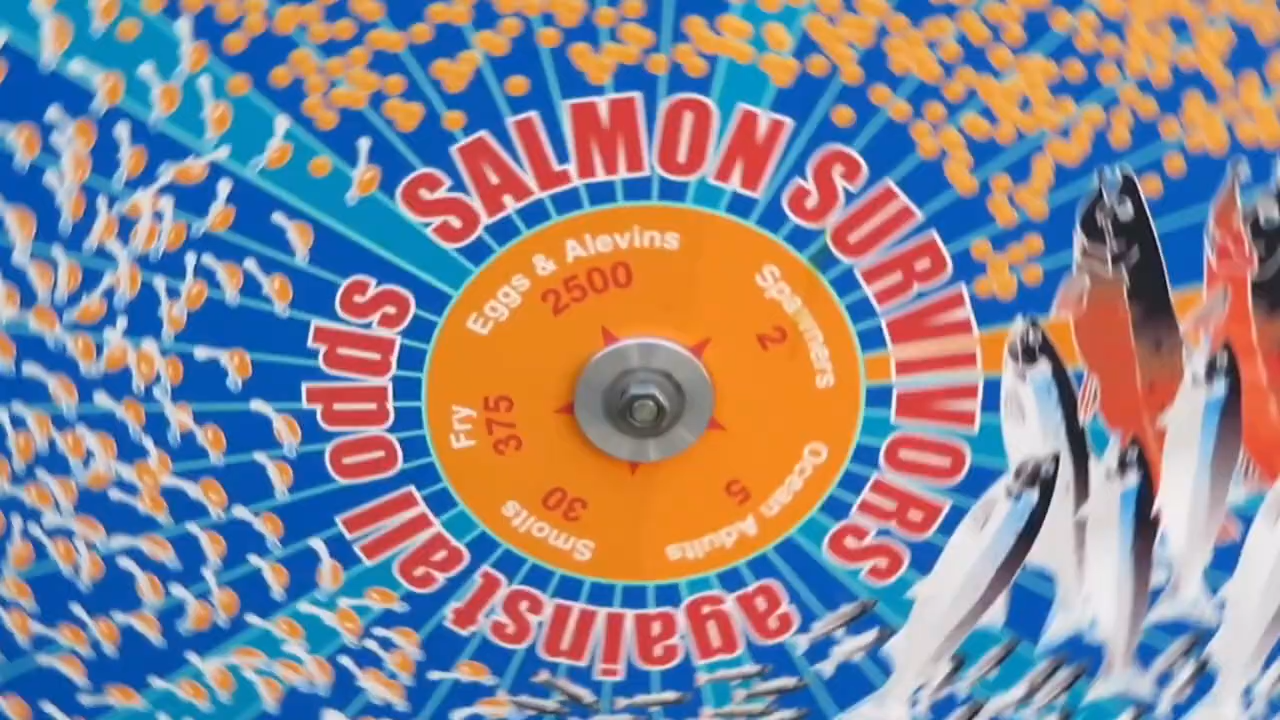 SALMON SURVIVORS
against all odds
Eggs & Alevins
2500
Spawners
2
Ocean Adults
5
Smolts
30
Fry
375